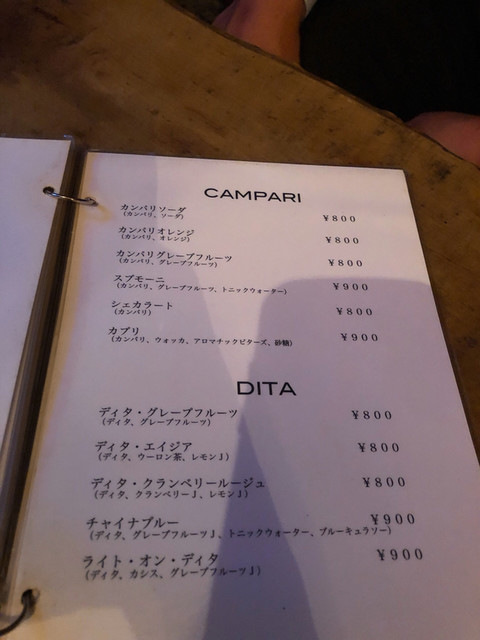 CAMPARI
カンパリソーダ ¥800
(カンパリ、ソーダ)
カンパリオレンジ ¥800
(カンパリ、オレンジ)
カンパリグレープフルーツ ¥800
(カンパリ、グレープフルーツ)
スプモーニ ¥900
(カンパリ、グレープフルーツ、トニックウォーター)
シェカラート ¥800
(カンパリ)
カプリ ¥900
(カンパリ、ウォッカ、アロマチックビターズ、砂糖)
DITA
ディタ・グレープフルーツ ¥800
(ディタ、グレープフルーツ)
ディタ・エイジア ¥800
(ディタ、ウーロン茶、レモンJ)
ディタ・クランベリールージュ ¥800
(ディタ、クランベリーJ、レモンJ)
チャイナブルー ¥900
(ディタ、グレープフルーツJ、トニックウォーター、ブルーキュラソー)
ライト・オン・ディタ ¥900
(ディタ、カシス、グレープフルーツJ)